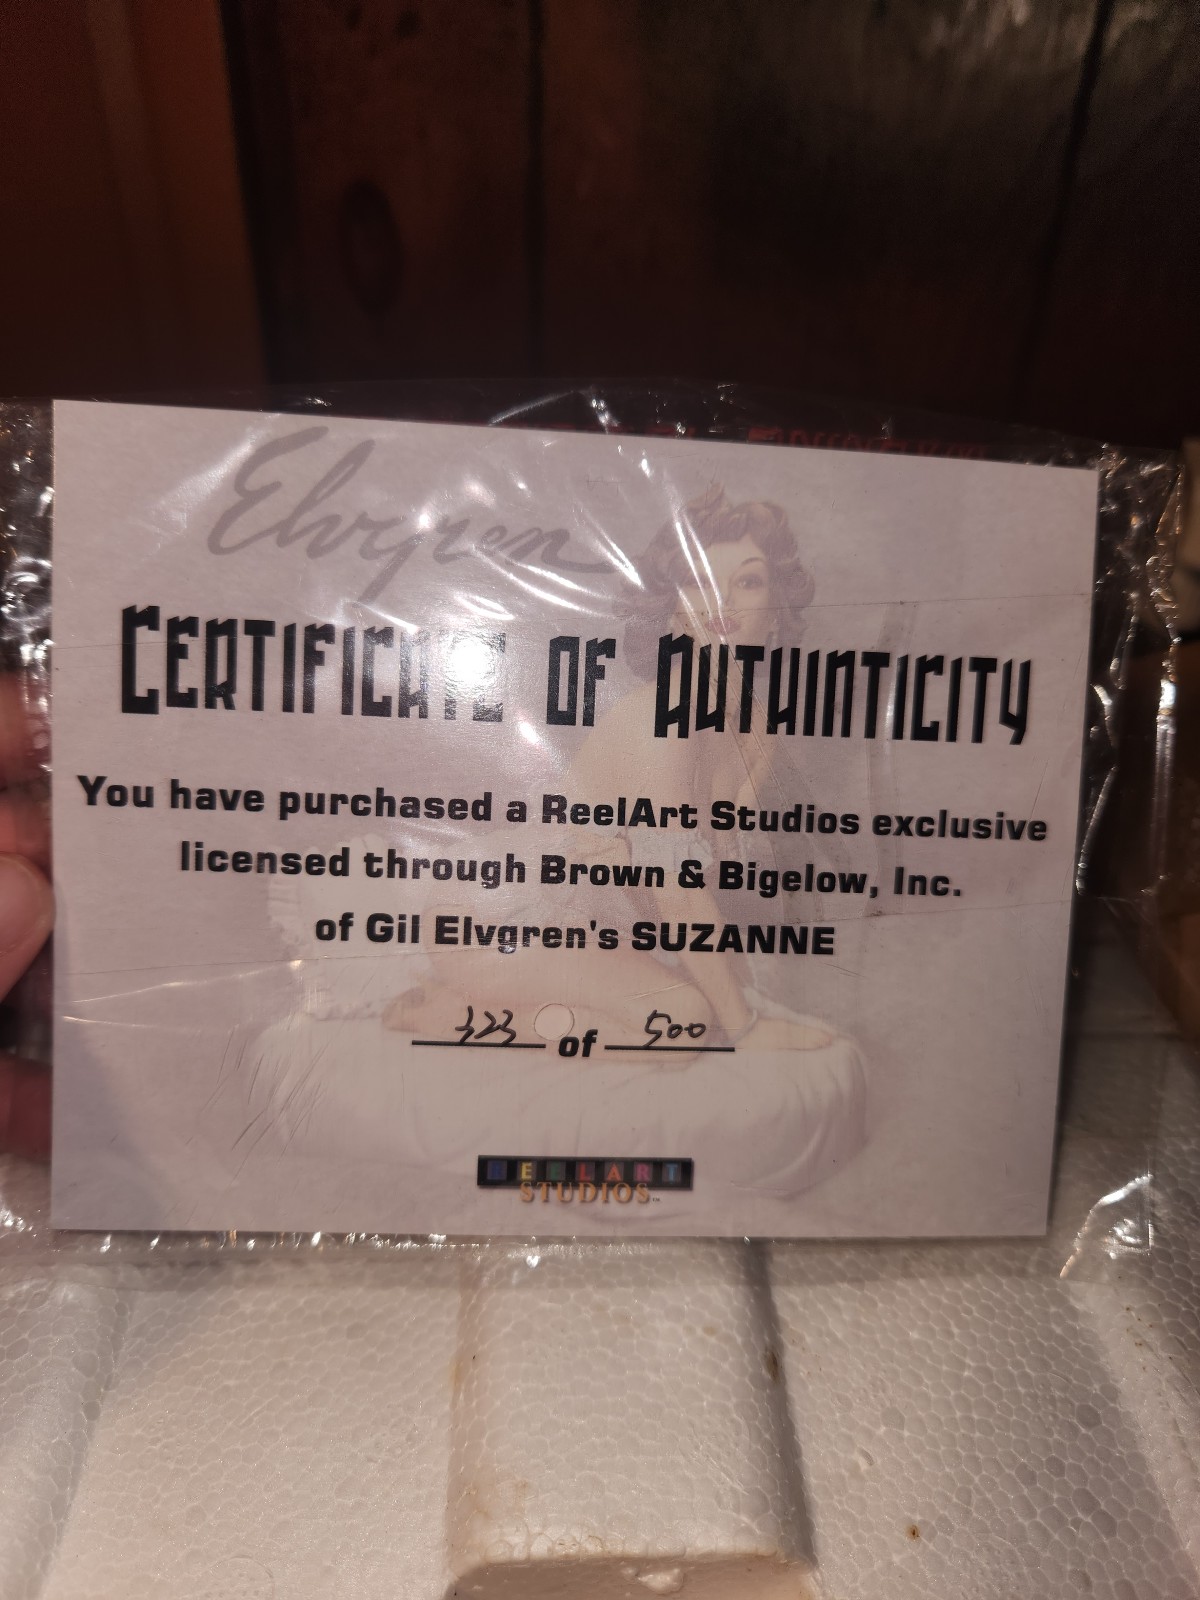 Elvgren
CERTIFICATE OF AUTHINTICITY
You have purchased a ReelArt Studios exclusive
licensed through Brown & Bigelow, Inc.
of Gil Elvgren's SUZANNE
323 of 500
REELART
STUDIOS™